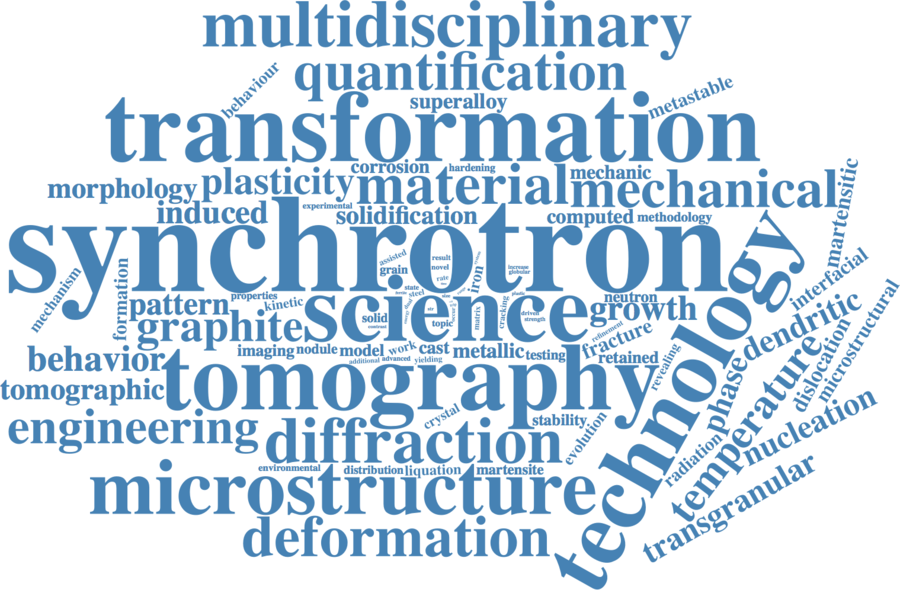 multidisciplinary
quantification
behaviour
superalloy
metastable
transformation
corrosion
hardening
mechanic
morphology
plasticity
material
mechanical
martensitic
induced
experimental
solidification
computed
methodology
synchrotron
technology
mechanism
formation
assisted
grain
result
novel
rate
iron
increase
globular
interfacial
pattern
properties
kinetic
state
steel
science
neutron
growth
dendritic
microstructural
graphite
solid
contrast
topic
matrix
cracking
driven
strength
refinement
fracture
dislocation
behavior
imaging
nodule
model
work
cast
metallic
testing
retained
revealing
phase
temperature
additional
advanced
yielding
tomographic
tomography
crystal
stability
evolution
radiation
nucleation
engineering
diffraction
transgranular
environmental
distribution
liquation
martensite
microstructure
deformation